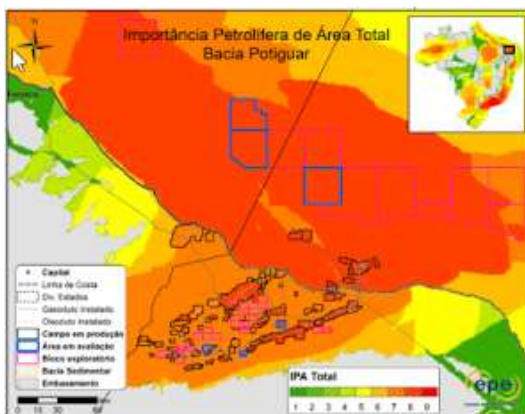 Importância Petrolífera de Área Total
Bacia Potiguar
Capital
Linha de Costa
Div. Estados
Gasoduto Instalado
Oleoduto Instalado
Campo em produção
Área em avaliação
Bloco exploratório
Bacia Sedimentar
Embasamento
IPA Total
1 2 3 4 5 6 7 8 9
epe